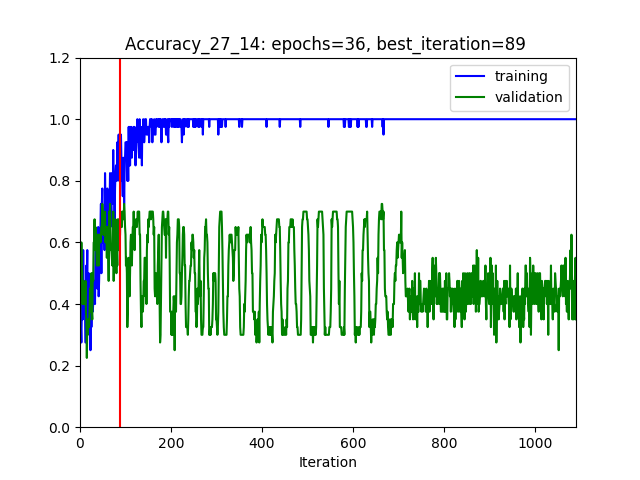 Accuracy_27_14: epochs=36, best_iteration=89
training
validation
1.2
1.0
0.8
0.6
0.4
0.2
0.0
0 200 400 600 800 1000
Iteration